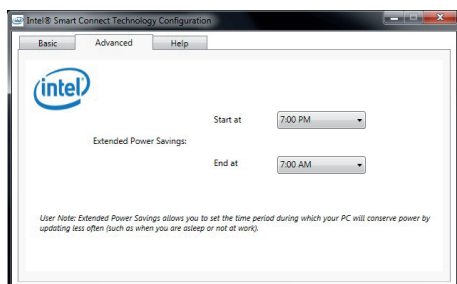 Intel® Smart Connect Technology Configuration
Basic Advanced Help
intel
Start at 7:00 PM
Extended Power Savings:
End at 7:00 AM
User Note: Extended Power Savings allows you to set the time period during which your PC will conserve power by
updating less often (such as when you are asleep or not at work).